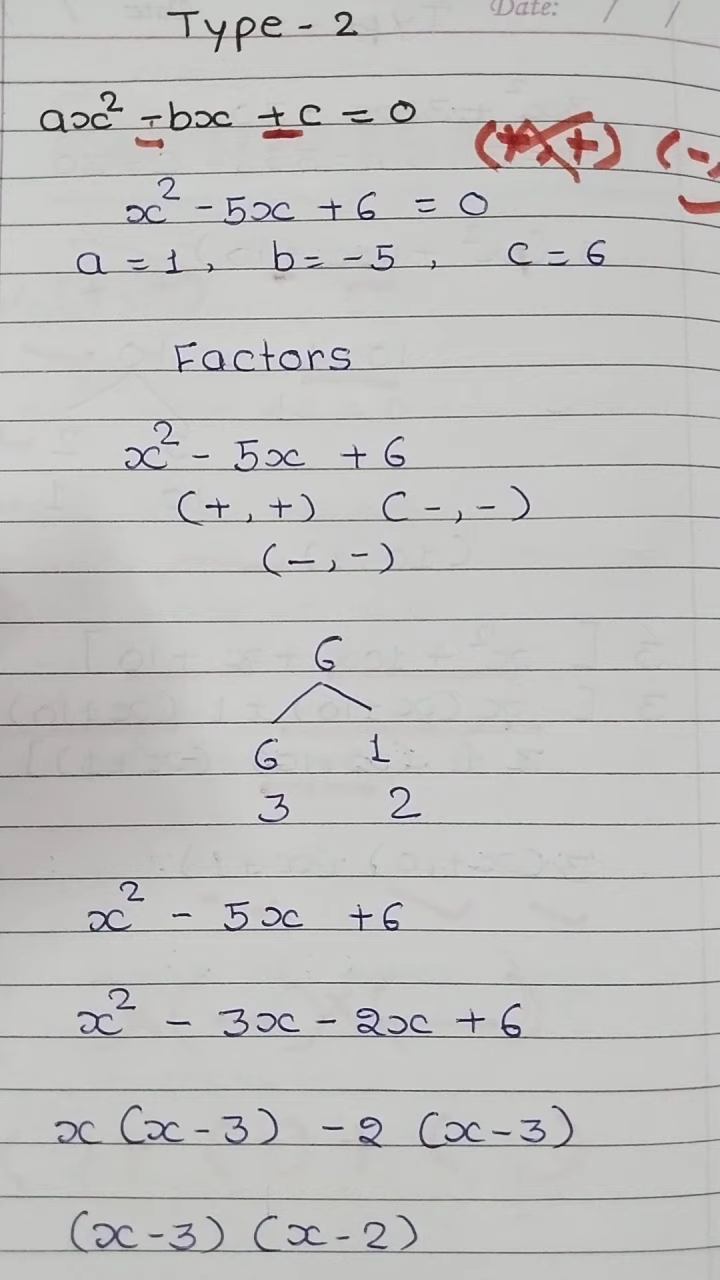 Date: / /
Type - 2
ax² - bx + c = 0
(+, +) (-,
x² - 5x + 6 = 0
a = 1, b = -5, c = 6
Factors
x² - 5x + 6
(+, +) (-, -)
(-, -)
6
6 1
3 2
x² - 5x + 6
x² - 3x - 2x + 6
x (x - 3) - 2 (x - 3)
(x - 3) (x - 2)